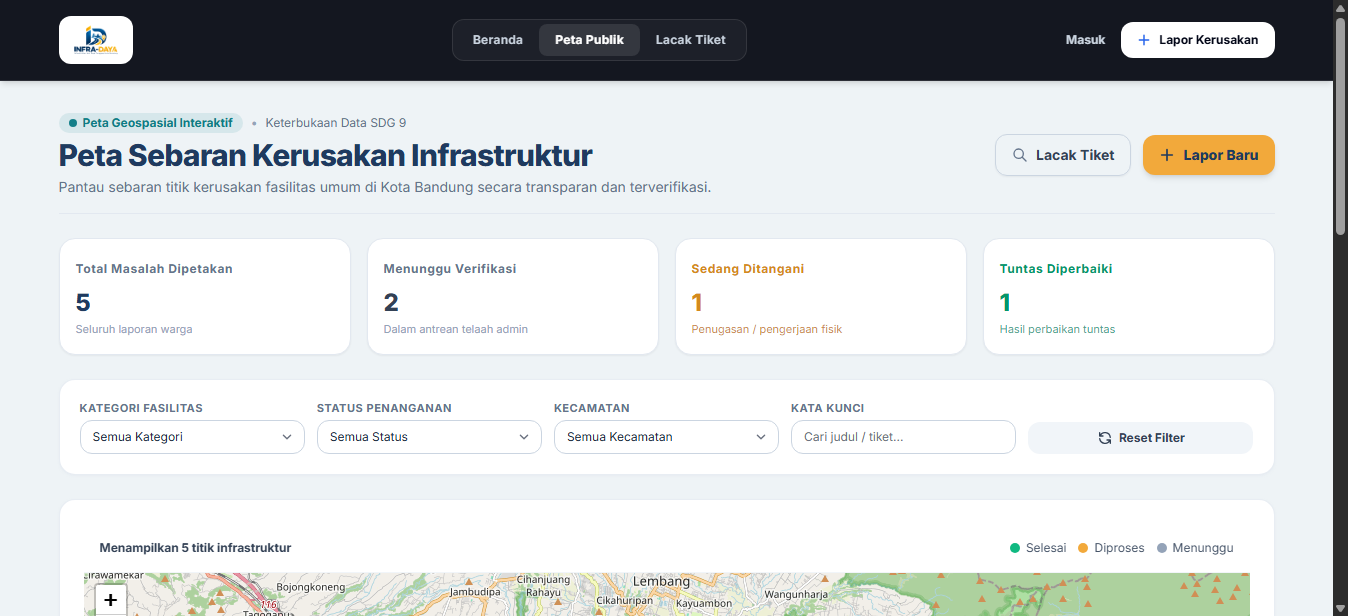 INFRA-DAYA
Beranda
Peta Publik
Lacak Tiket
Masuk
+ Lapor Kerusakan
Peta Geospasial Interaktif • Keterbukaan Data SDG 9
Peta Sebaran Kerusakan Infrastruktur
Pantau sebaran titik kerusakan fasilitas umum di Kota Bandung secara transparan dan terverifikasi.
Lacak Tiket
+ Lapor Baru
Total Masalah Dipetakan
5
Seluruh laporan warga
Menunggu Verifikasi
2
Dalam antrean telaah admin
Sedang Ditangani
1
Penugasan / pengerjaan fisik
Tuntas Diperbaiki
1
Hasil perbaikan tuntas
KATEGORI FASILITAS
Semua Kategori
STATUS PENANGANAN
Semua Status
KECAMATAN
Semua Kecamatan
KATA KUNCI
Cari judul / tiket...
Reset Filter
Menampilkan 5 titik infrastruktur
Selesai
Diproses
Menunggu
+
Bojongkoneng
116
Jambudipa
Cihanjuang
Rahayu
Cikahuripan
Lembang
Kayuambon
Wangunharja